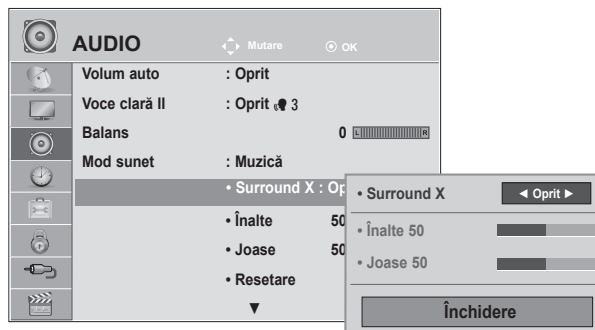 AUDIO Mutare OK
Volum auto : Oprit
Voce clară II : Oprit 3
Balans 0 L R
Mod sunet : Muzică
• Surround X : Op
• Înalte 50
• Joase 50
• Resetare
▼
• Surround X ◄ Oprit ►
• Înalte 50
• Joase 50
Închidere